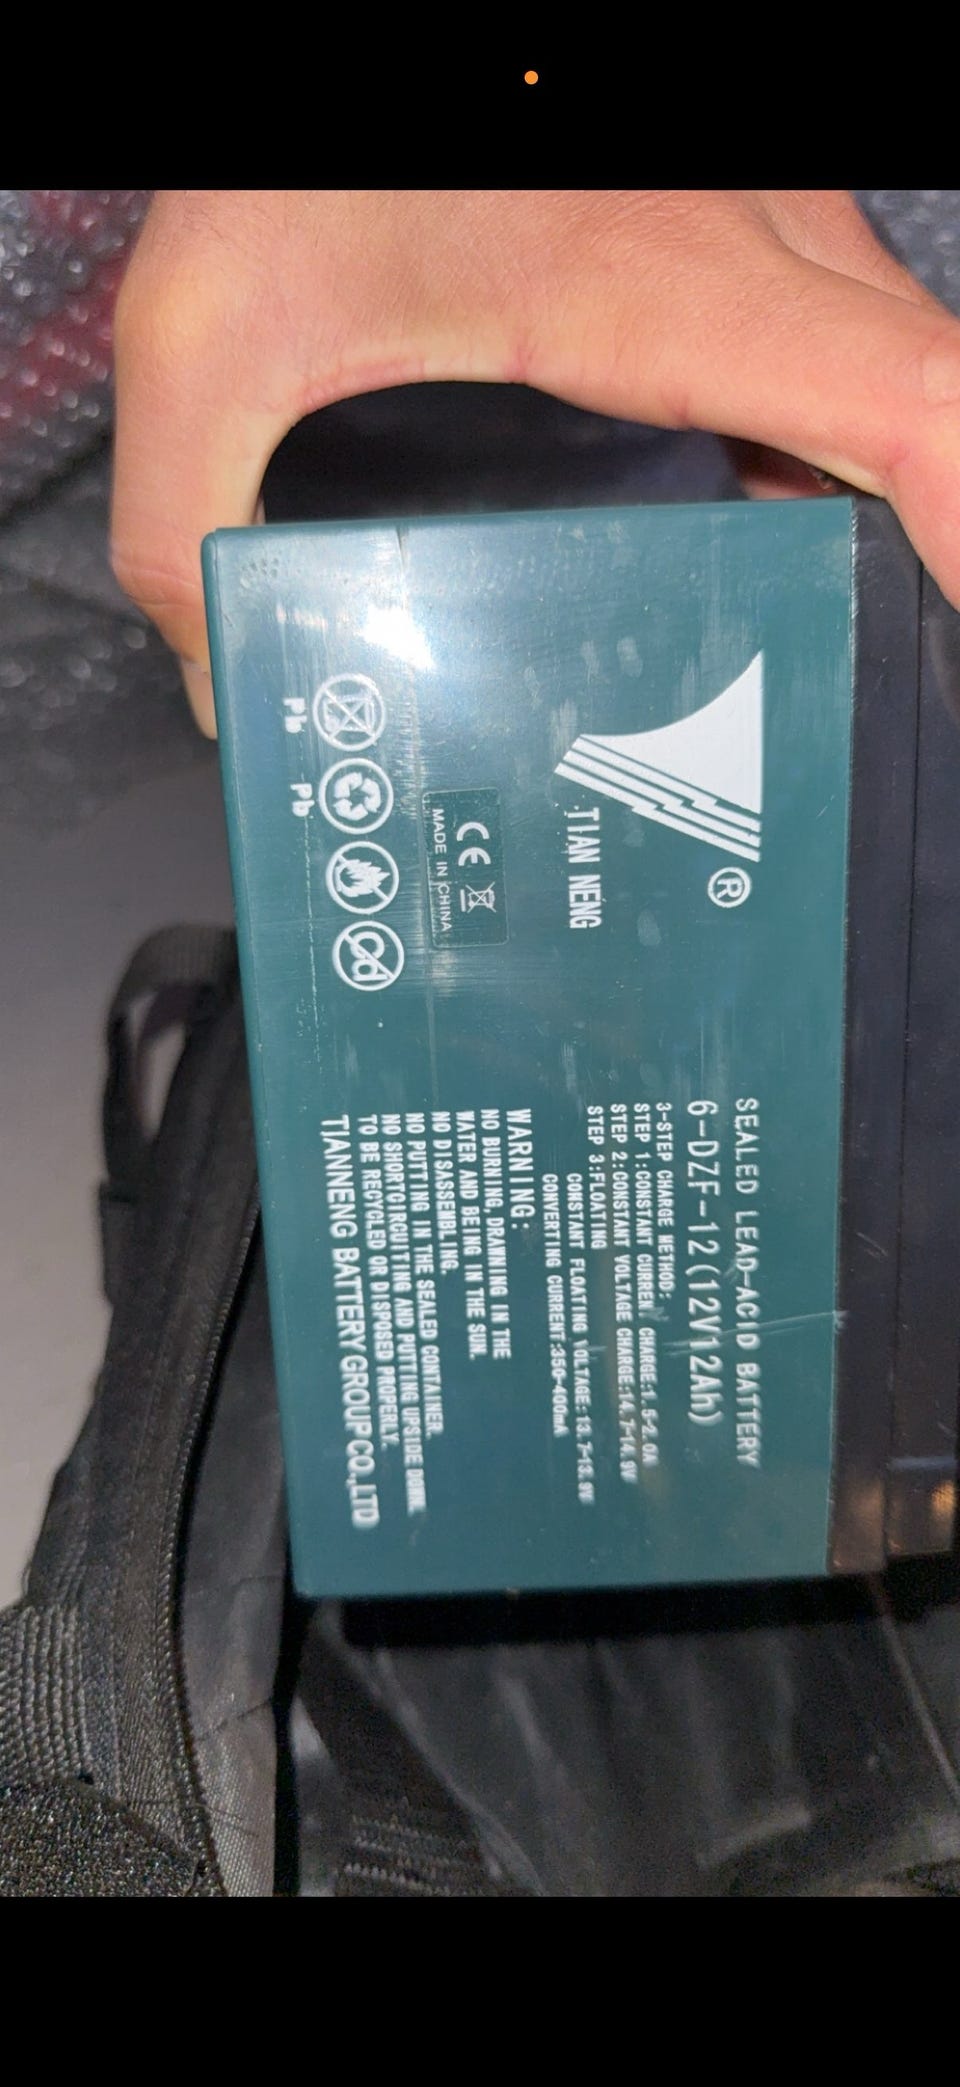 ®
TIAN NENG
CE
MADE IN CHINA
Pb
Pb
Cd
SEALED LEAD-ACID BATTERY
6-DZF-12(12V12Ah)
3-STEP CHARGE METHOD:
STEP 1:CONSTANT CURREN CHARGE:1.5-2.0A
STEP 2:CONSTANT VOLTAGE CHARGE:14.7-14.9V
STEP 3:FLOATING
CONSTANT FLOATING VOLTAGE:13.7-13.9V
CONVERTING CURRENT:350-400mA
WARNING:
NO BURNING, DRAWNING IN THE
WATER AND BEING IN THE SUN.
NO DISASSEIBLING.
NO PUTTING IN THE SEALED CONTAINER.
NO SHORTCIRCUITING AND PUTTING UPSIDE DOWN.
TO BE RECYCLED OR DISPOSED PROPERLY.
TIANNENG BATTERY GROUP CO.,LTD